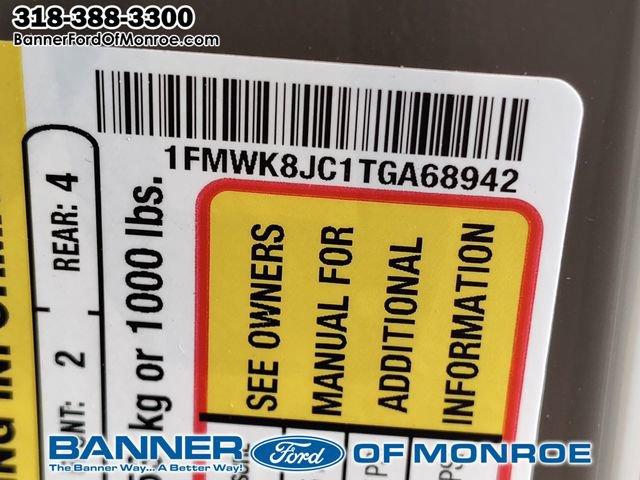 318-388-3300
BannerFordOfMonroe.com
1FMWK8JC1TGA68942
REAR: 4
2
kg or 1000 lbs.
SEE OWNERS
MANUAL FOR
ADDITIONAL
INFORMATION
BANNER Ford OF MONROE
The Banner Way... A Better Way!